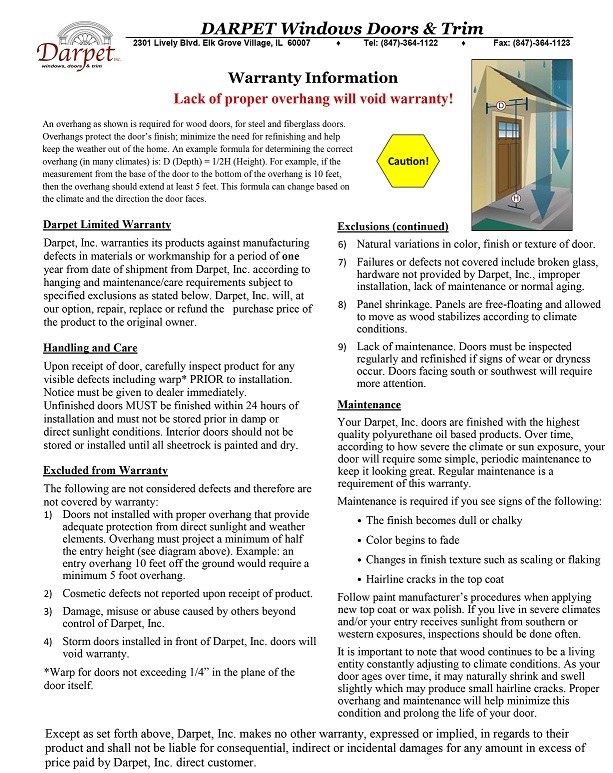 Darpet Inc.
windows, doors & trim
DARPET Windows Doors & Trim
2301 Lively Blvd. Elk Grove Village, IL 60007 ♦ Tel: (847)-364-1122 ♦ Fax: (847)-364-1123
Warranty Information
Lack of proper overhang will void warranty!
An overhang as shown is required for wood doors, for steel and fiberglass doors.
Overhangs protect the door's finish; minimize the need for refinishing and help
keep the weather out of the home. An example formula for determining the correct
overhang (in many climates) is: D (Depth) = 1/2H (Height). For example, if the
measurement from the base of the door to the bottom of the overhang is 10 feet,
then the overhang should extend at least 5 feet. This formula can change based on
the climate and the direction the door faces.
Caution!
D
H
Darpet Limited Warranty
Darpet, Inc. warranties its products against manufacturing
defects in materials or workmanship for a period of one
year from date of shipment from Darpet, Inc. according to
hanging and maintenance/care requirements subject to
specified exclusions as stated below. Darpet, Inc. will, at
our option, repair, replace or refund the purchase price of
the product to the original owner.
Handling and Care
Upon receipt of door, carefully inspect product for any
visible defects including warp* PRIOR to installation.
Notice must be given to dealer immediately.
Unfinished doors MUST be finished within 24 hours of
installation and must not be stored prior in damp or
direct sunlight conditions. Interior doors should not be
stored or installed until all sheetrock is painted and dry.
Excluded from Warranty
The following are not considered defects and therefore are
not covered by warranty:
1) Doors not installed with proper overhang that provide
adequate protection from direct sunlight and weather
elements. Overhang must project a minimum of half
the entry height (see diagram above). Example: an
entry overhang 10 feet off the ground would require a
minimum 5 foot overhang.
2) Cosmetic defects not reported upon receipt of product.
3) Damage, misuse or abuse caused by others beyond
control of Darpet, Inc.
4) Storm doors installed in front of Darpet, Inc. doors will
void warranty.
*Warp for doors not exceeding 1/4" in the plane of the
door itself.
Exclusions (continued)
6) Natural variations in color, finish or texture of door.
7) Failures or defects not covered include broken glass,
hardware not provided by Darpet, Inc., improper
installation, lack of maintenance or normal aging.
8) Panel shrinkage. Panels are free-floating and allowed
to move as wood stabilizes according to climate
conditions.
9) Lack of maintenance. Doors must be inspected
regularly and refinished if signs of wear or dryness
occur. Doors facing south or southwest will require
more attention.
Maintenance
Your Darpet, Inc. doors are finished with the highest
quality polyurethane oil based products. Over time,
according to how severe the climate or sun exposure, your
door will require some simple, periodic maintenance to
keep it looking great. Regular maintenance is a
requirement of this warranty.
Maintenance is required if you see signs of the following:
• The finish becomes dull or chalky
• Color begins to fade
• Changes in finish texture such as scaling or flaking
• Hairline cracks in the top coat
Follow paint manufacturer's procedures when applying
new top coat or wax polish. If you live in severe climates
and/or your entry receives sunlight from southern or
western exposures, inspections should be done often.
It is important to note that wood continues to be a living
entity constantly adjusting to climate conditions. As your
door ages over time, it may naturally shrink and swell
slightly which may produce small hairline cracks. Proper
overhang and maintenance will help minimize this
condition and prolong the life of your door.
Except as set forth above, Darpet, Inc. makes no other warranty, expressed or implied, in regards to their
product and shall not be liable for consequential, indirect or incidental damages for any amount in excess of
price paid by Darpet, Inc. direct customer.